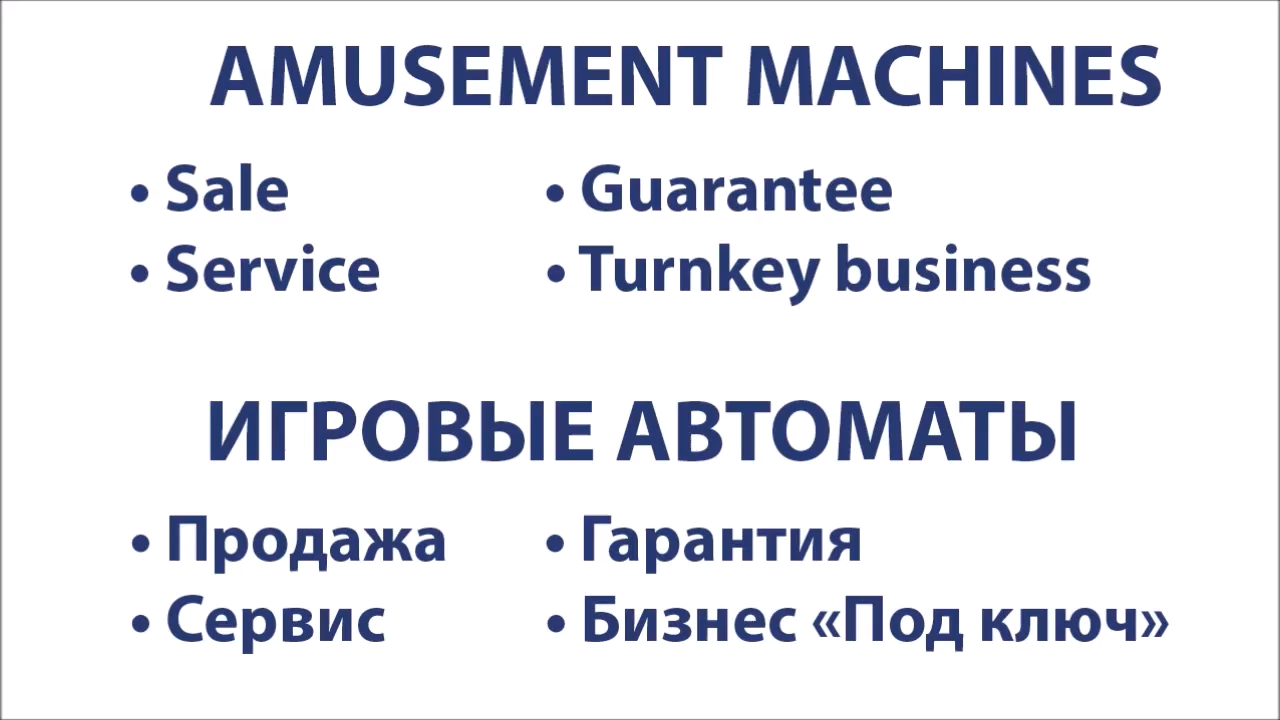 AMUSEMENT MACHINES
• Sale • Guarantee
• Service • Turnkey business
ИГРОВЫЕ АВТОМАТЫ
• Продажа • Гарантия
• Сервис • Бизнес «Под ключ»